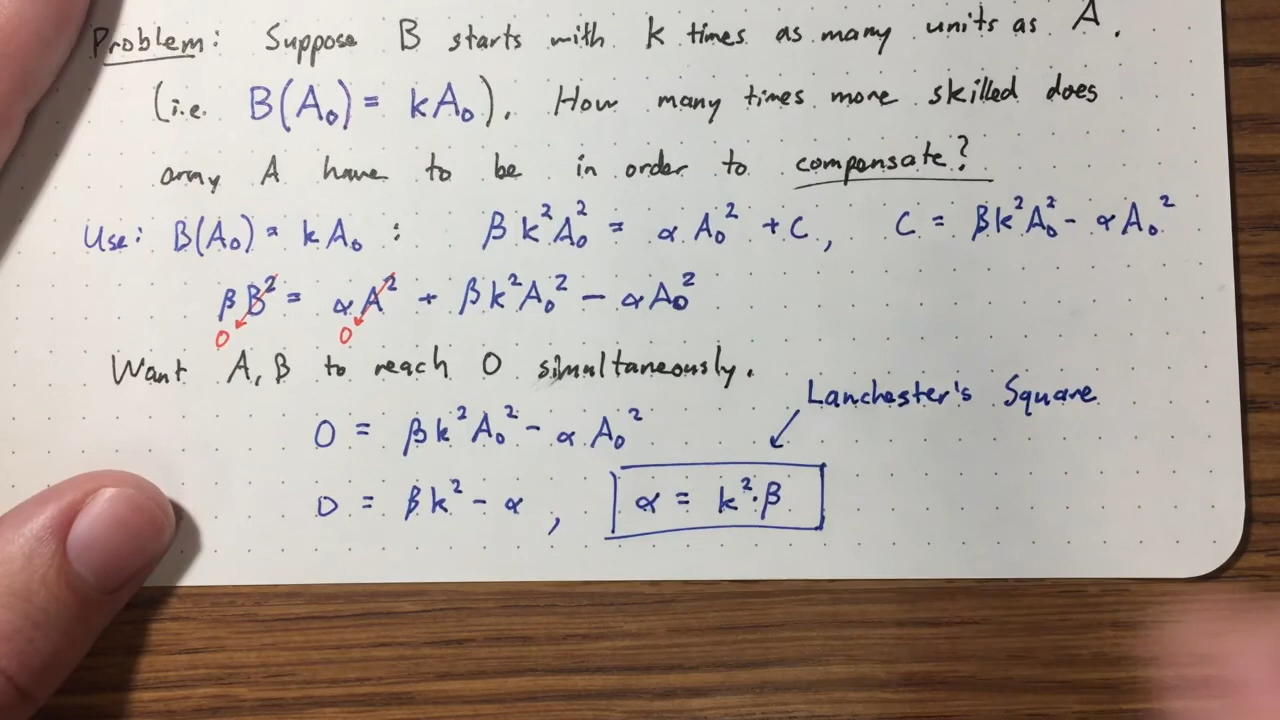 Problem: Suppose B starts with k times as many units as A.
(i.e. B(A₀) = kA₀). How many times more skilled does
army A have to be in order to compensate?
Use: B(A₀) = kA₀ : βk²A₀² = αA₀² + C, C = βk²A₀² - αA₀²
βB² = αA² + βk²A₀² - αA₀²
0 0
Want A, B to reach 0 simultaneously.
Lanchester's Square
0 = βk²A₀² - αA₀²
0 = βk² - α , α = k²·β